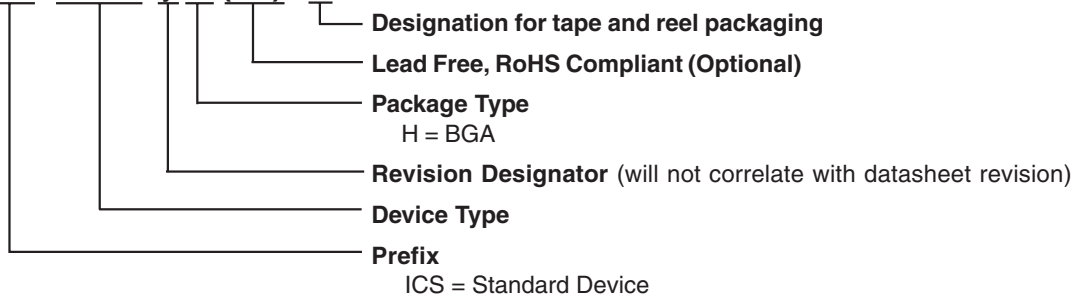 Designation for tape and reel packaging
Lead Free, RoHS Compliant (Optional)
Package Type
H = BGA
Revision Designator (will not correlate with datasheet revision)
Device Type
Prefix
ICS = Standard Device